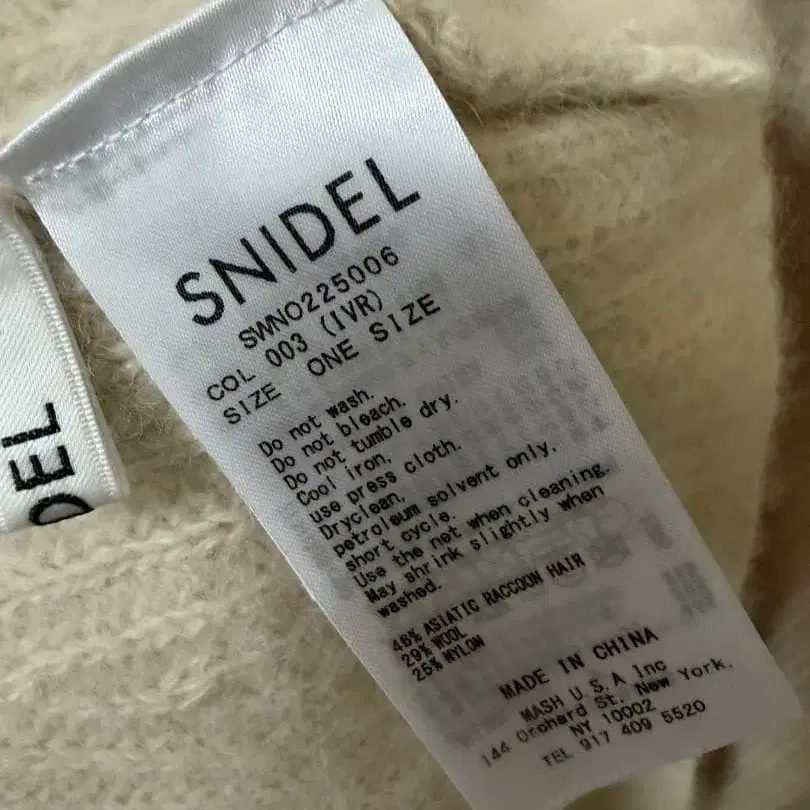 SNIDEL
SWNO225006
COL 003 (IVR)
SIZE ONE SIZE
Do not wash.
Do not bleach.
Do not tumble dry.
Cool iron.
use press cloth.
Dryclean.
petroleum solvent only.
short cycle.
Use the net when cleaning.
May shrink slightly when
washed.
46% ASIATIC RACCOON HAIR
29% WOOL
25% NYLON
MADE IN CHINA
MASH U.S.A Inc
144 Orchard St. New York.
NY 10002
TEL 917 409 5520
DEL